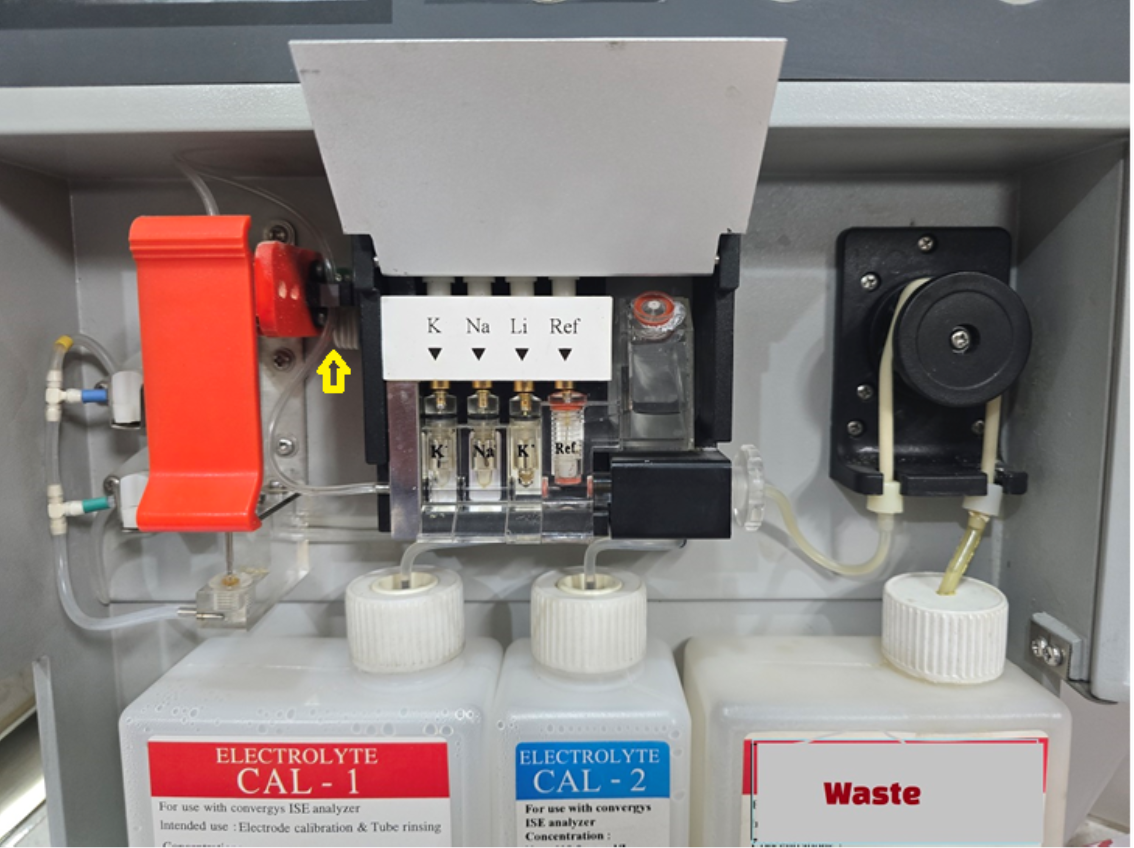 K Na Li Ref
K⁺ Na K⁺ Ref.
ELECTROLYTE
CAL - 1
For use with convergys ISE analyzer
Intended use : Electrode calibration & Tube rinsing
ELECTROLYTE
CAL - 2
For use with convergys
ISE analyzer
Concentration :
Waste